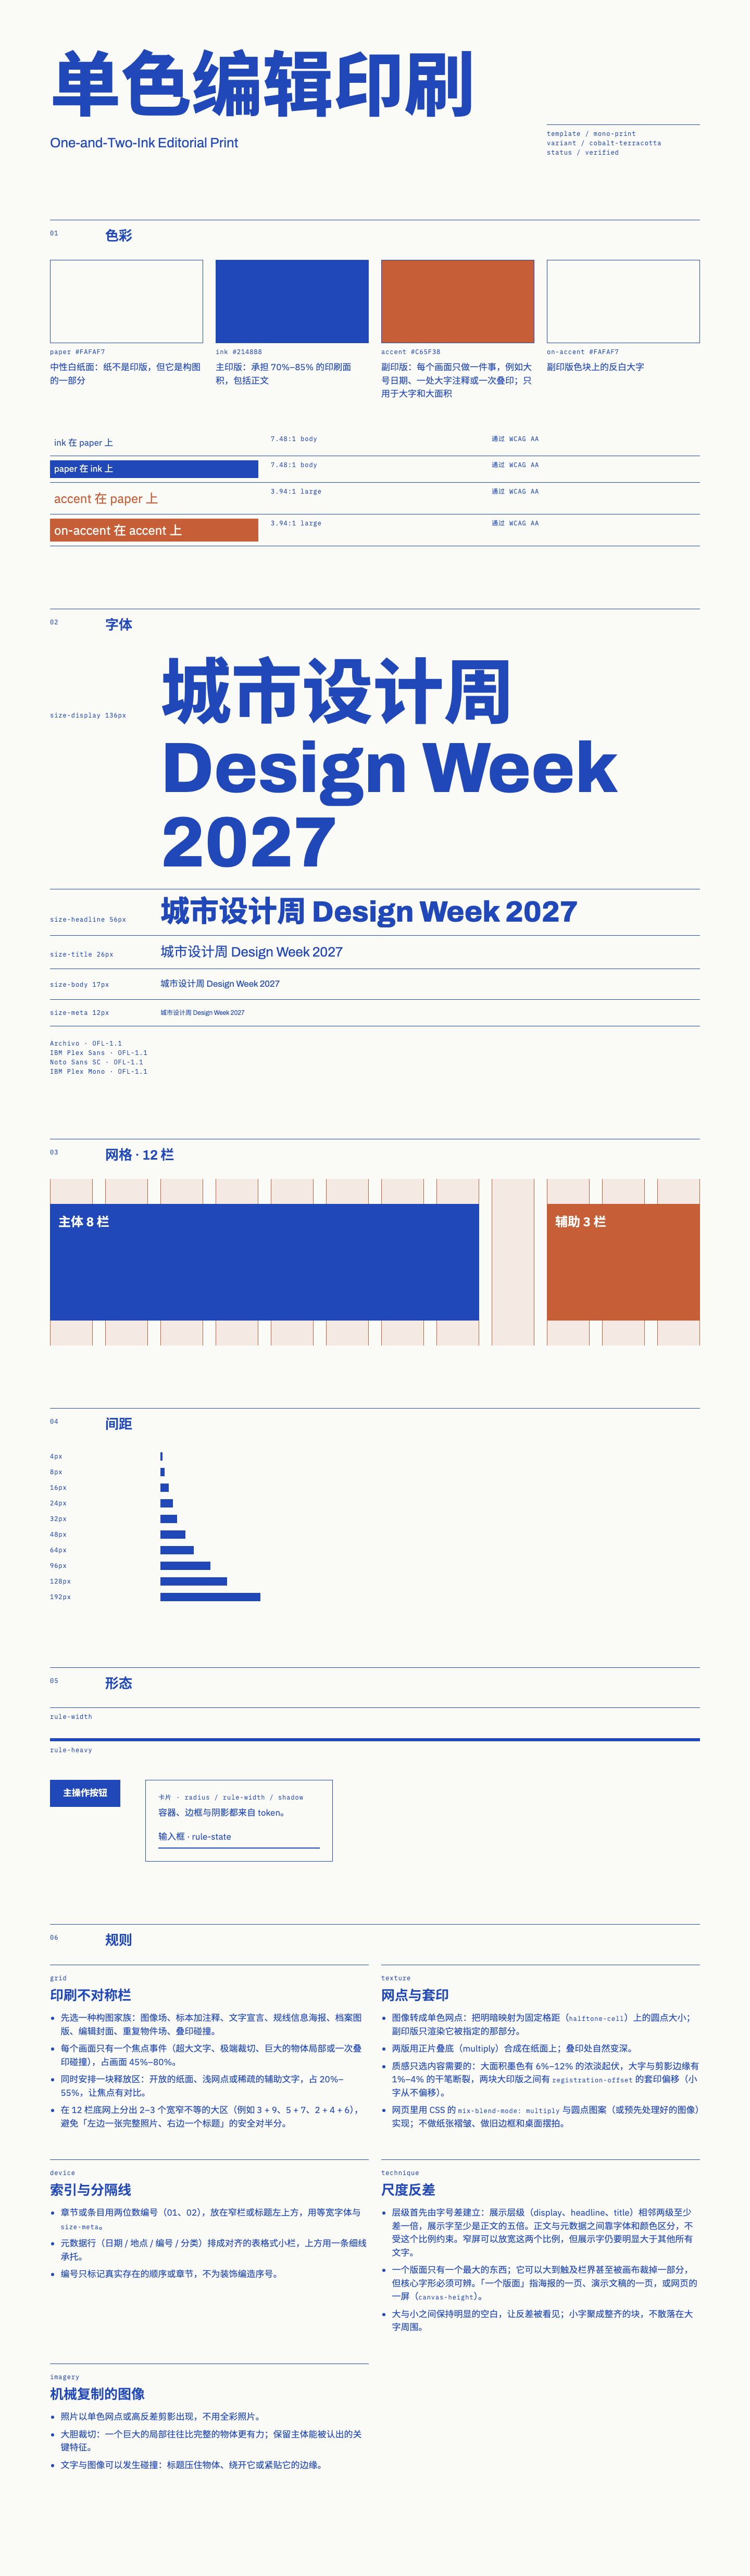 单色编辑印刷
One-and-Two-Ink Editorial Print
template / mono-print
variant / cobalt-terracotta
status / verified
01
色彩
paper #FAFAF7
中性白纸面：纸不是印版，但它是构图
的一部分
ink #2148B8
主印版：承担 70%–85% 的印刷面
积，包括正文
accent #C65F38
副印版：每个画面只做一件事，例如大
号日期、一处大字注释或一次叠印；只
用于大字和大面积
on-accent #FAFAF7
副印版色块上的反白大字
ink 在 paper 上
7.48:1 body
通过 WCAG AA
paper 在 ink 上
7.48:1 body
通过 WCAG AA
accent 在 paper 上
3.94:1 large
通过 WCAG AA
on-accent 在 accent 上
3.94:1 large
通过 WCAG AA
02
字体
size-display 136px
城市设计周
Design Week
2027
size-headline 56px
城市设计周 Design Week 2027
size-title 26px
城市设计周 Design Week 2027
size-body 17px
城市设计周 Design Week 2027
size-meta 12px
城市设计周 Design Week 2027
Archivo · OFL-1.1
IBM Plex Sans · OFL-1.1
Noto Sans SC · OFL-1.1
IBM Plex Mono · OFL-1.1
03
网格 · 12 栏
主体 8 栏
辅助 3 栏
04
间距
4px
8px
16px
24px
32px
48px
64px
96px
128px
192px
05
形态
rule-width
rule-heavy
主操作按钮
卡片 · radius / rule-width / shadow
容器、边框与阴影都来自 token。
输入框 · rule-state
06
规则
grid
印刷不对称栏
先选一种构图家族：图像场、标本加注释、文字宣言、规线信息海报、档案图
版、编辑封面、重复物件场、叠印碰撞。
每个画面只有一个焦点事件（超大文字、极端裁切、巨大的物体局部或一次叠
印碰撞），占画面 45%–80%。
同时安排一块释放区：开放的纸面、浅网点或稀疏的辅助文字，占 20%–
55%，让焦点有对比。
在 12 栏底网上分出 2–3 个宽窄不等的大区（例如 3 + 9、5 + 7、2 + 4 + 6），
避免「左边一张完整照片、右边一个标题」的安全对半分。
texture
网点与套印
图像转成单色网点：把明暗映射为固定格距（halftone-cell）上的圆点大小；
副印版只渲染它被指定的那部分。
两版用正片叠底（multiply）合成在纸面上；叠印处自然变深。
质感只选内容需要的：大面积墨色有 6%–12% 的浓淡起伏，大字与剪影边缘有
1%–4% 的干笔断裂，两块大印版之间有 registration-offset 的套印偏移（小
字从不偏移）。
网页里用 CSS 的 mix-blend-mode: multiply 与圆点图案（或预先处理好的图像）
实现；不做纸张褶皱、做旧边框和桌面摆拍。
device
索引与分隔线
章节或条目用两位数编号（01、02），放在窄栏或标题左上方，用等宽字体与
size-meta。
元数据行（日期 / 地点 / 编号 / 分类）排成对齐的表格式小栏，上方用一条细线
承托。
编号只标记真实存在的顺序或章节，不为装饰编造序号。
technique
尺度反差
层级首先由字号差建立：展示层级（display、headline、title）相邻两级至少
差一倍，展示字至少是正文的五倍。正文与元数据之间靠字体和颜色区分，不
受这个比例约束。窄屏可以放宽这两个比例，但展示字仍要明显大于其他所有
文字。
一个版面只有一个最大的东西；它可以大到触及栏界甚至被画布裁掉一部分，
但核心字形必须可辨。「一个版面」指海报的一页、演示文稿的一页，或网页的
一屏（canvas-height）。
大与小之间保持明显的空白，让反差被看见；小字聚成整齐的块，不散落在大
字周围。
imagery
机械复制的图像
照片以单色网点或高反差剪影出现，不用全彩照片。
大胆裁切：一个巨大的局部往往比完整的物体更有力；保留主体能被认出的关
键特征。
文字与图像可以发生碰撞：标题压住物体、绕开它或紧贴它的边缘。